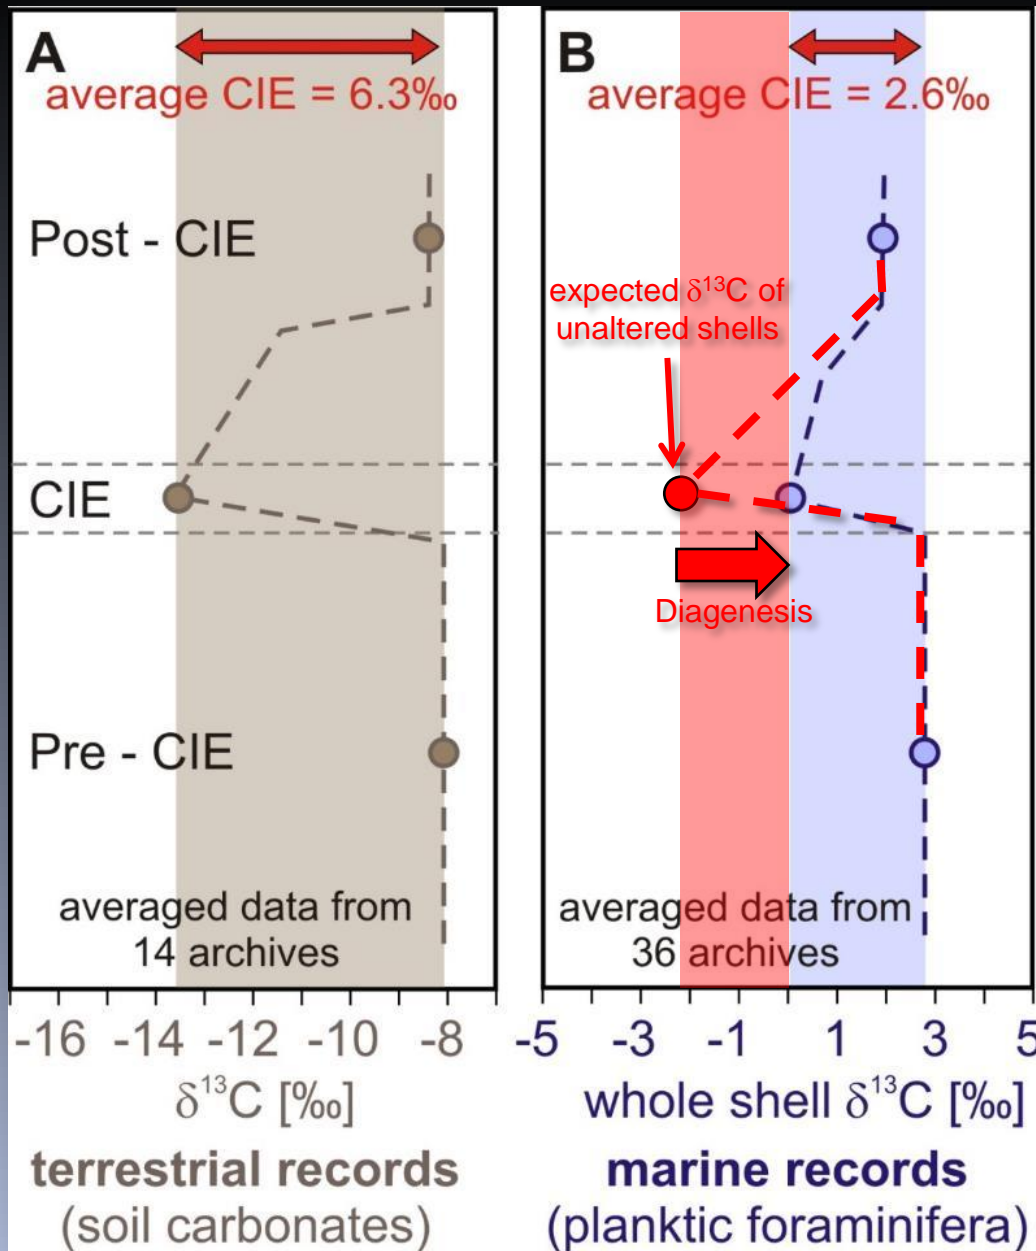 A
average CIE = 6.3‰
Post - CIE
CIE
Pre - CIE
averaged data from
14 archives
-16 -14 -12 -10 -8
δ¹³C [‰]
terrestrial records
(soil carbonates)
B
average CIE = 2.6‰
expected δ¹³C of
unaltered shells
Diagenesis
averaged data from
36 archives
-5 -3 -1 1 3 5
whole shell δ¹³C [‰]
marine records
(planktic foraminifera)